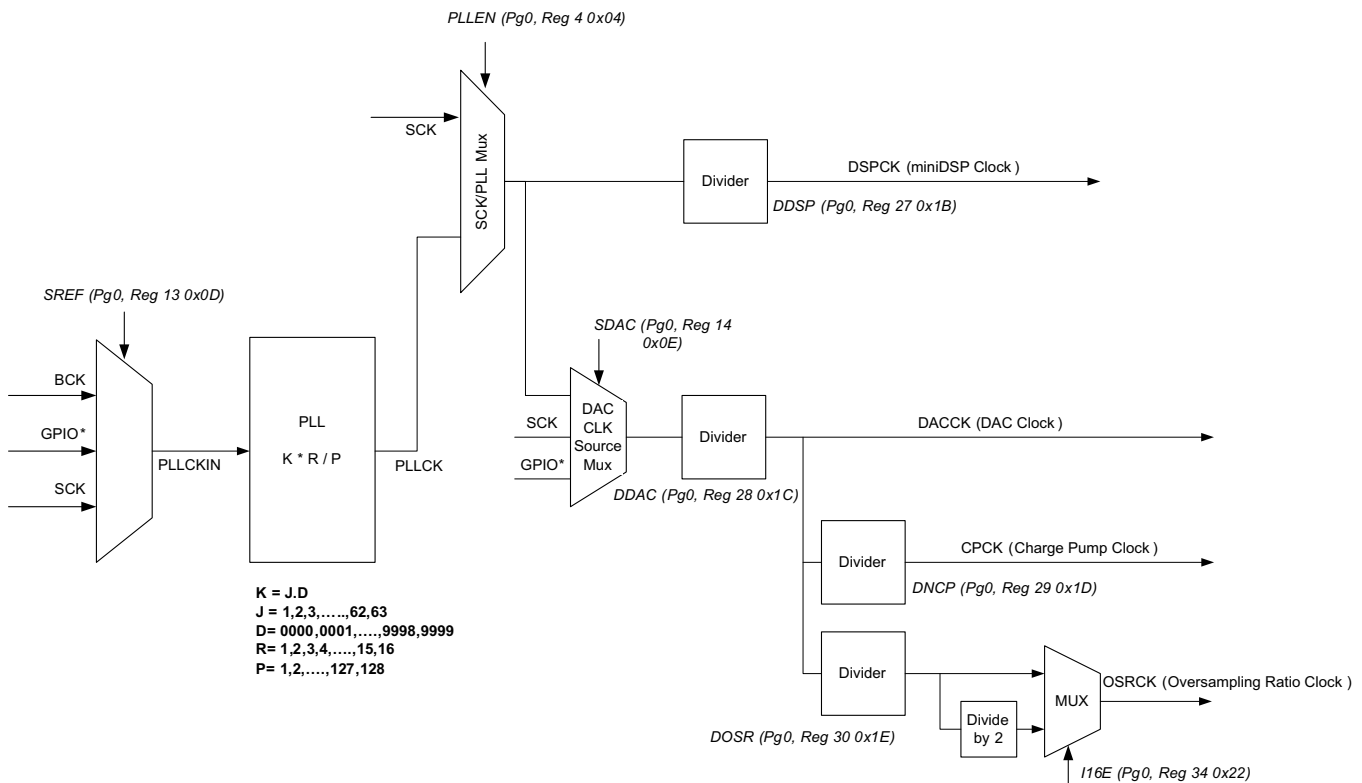 PLLEN (Pg0, Reg 4 0x04)
SCK
SCK/PLL Mux
Divider
DSPCK (miniDSP Clock )
DDSP (Pg0, Reg 27 0x1B)
SREF (Pg0, Reg 13 0x0D)
BCK
GPIO*
SCK
PLLCKIN
PLL
K * R / P
PLLCK
K = J.D
J = 1,2,3,…..,62,63
D= 0000,0001,….,9998,9999
R= 1,2,3,4,….,15,16
P= 1,2,….,127,128
SDAC (Pg0, Reg 14
0x0E)
SCK
GPIO*
DAC
CLK
Source
Mux
Divider
DDAC (Pg0, Reg 28 0x1C)
DACCK (DAC Clock )
Divider
CPCK (Charge Pump Clock )
DNCP (Pg0, Reg 29 0x1D)
Divider
DOSR (Pg0, Reg 30 0x1E)
Divide
by 2
MUX
OSRCK (Oversampling Ratio Clock )
I16E (Pg0, Reg 34 0x22)